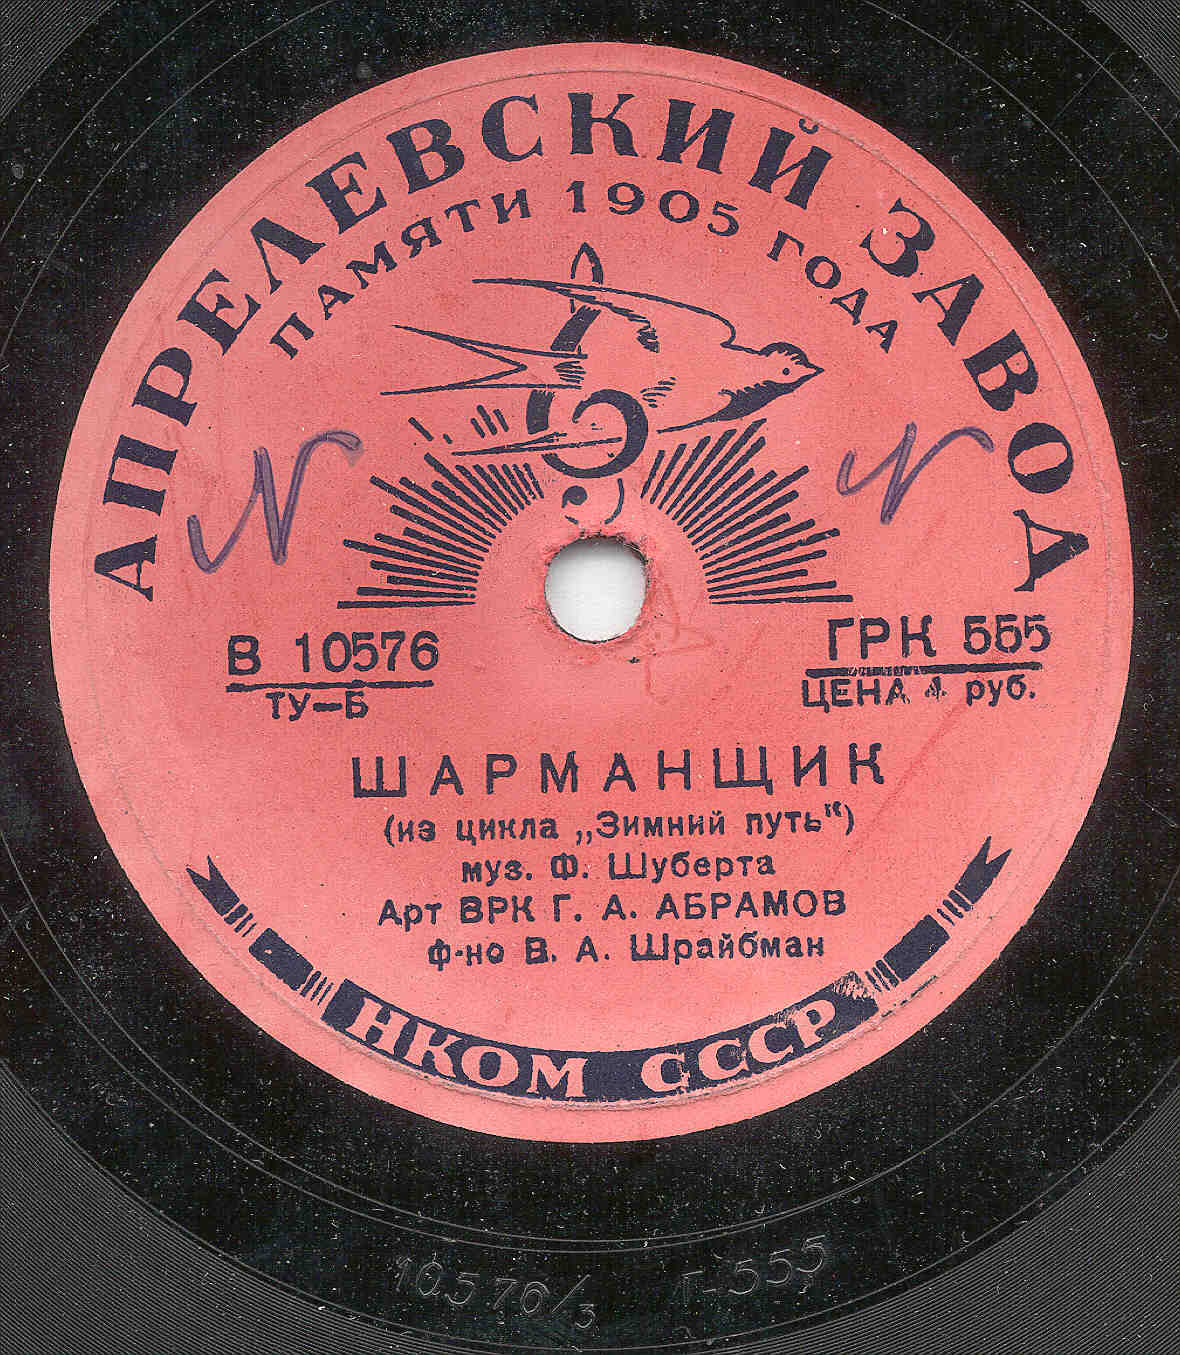 АПРЕЛЕВСКИЙ ЗАВОД
ПАМЯТИ 1905 ГОДА
В 10576
ТУ—Б
ГРК 555
ЦЕНА 4 руб.
ШАРМАНЩИК
(из цикла „Зимний путь“)
муз. Ф. Шуберта
Арт ВРК Г. А. АБРАМОВ
ф-но В. А. Шрайбман
НКОМ СССР
10576/3 Г-555